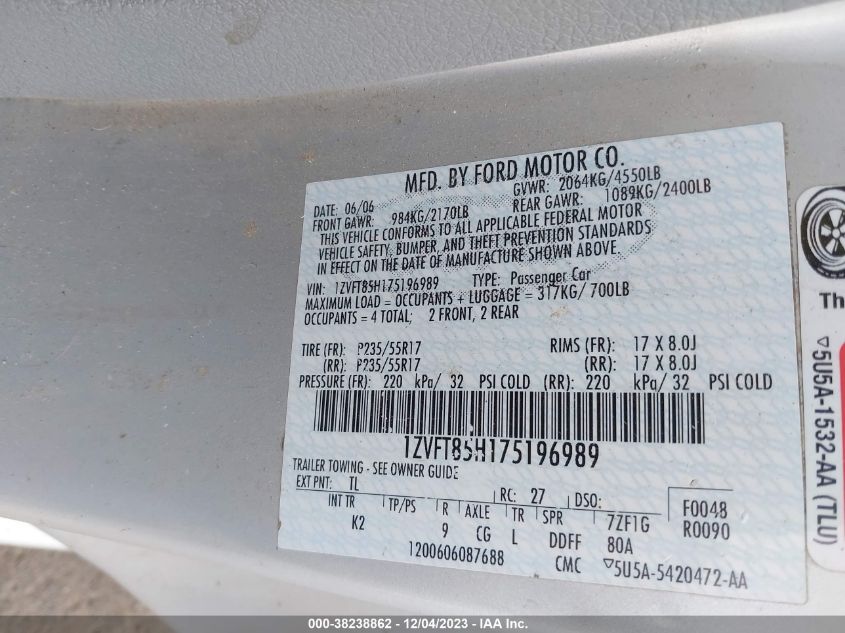 MFD. BY FORD MOTOR CO.
DATE: 06/06 GVWR: 2064KG/4550LB
FRONT GAWR: 984KG/2170LB REAR GAWR: 1089KG/2400LB
THIS VEHICLE CONFORMS TO ALL APPLICABLE FEDERAL MOTOR
VEHICLE SAFETY, BUMPER, AND THEFT PREVENTION STANDARDS
IN EFFECT ON THE DATE OF MANUFACTURE SHOWN ABOVE.
VIN: 1ZVFT85H175196989 TYPE: Passenger Car
MAXIMUM LOAD = OCCUPANTS + LUGGAGE = 317KG/ 700LB
OCCUPANTS = 4 TOTAL; 2 FRONT, 2 REAR
TIRE (FR): P235/55R17 RIMS (FR): 17 X 8.0J
(RR): P235/55R17 (RR): 17 X 8.0J
PRESSURE (FR): 220 kPa/ 32 PSI COLD (RR): 220 kPa/ 32 PSI COLD
1ZVFT85H175196989
TRAILER TOWING - SEE OWNER GUIDE
EXT PNT: TL RC: 27 DSO: F0048
INT TR TP/PS R AXLE TR SPR 7ZF1G R0090
K2 9 CG L DDFF 80A
1200606087688 CMC ▽5U5A-5420472-AA
Th
▽5U5A-1532-AA (TLU)
000-38238862 - 12/04/2023 - IAA Inc.